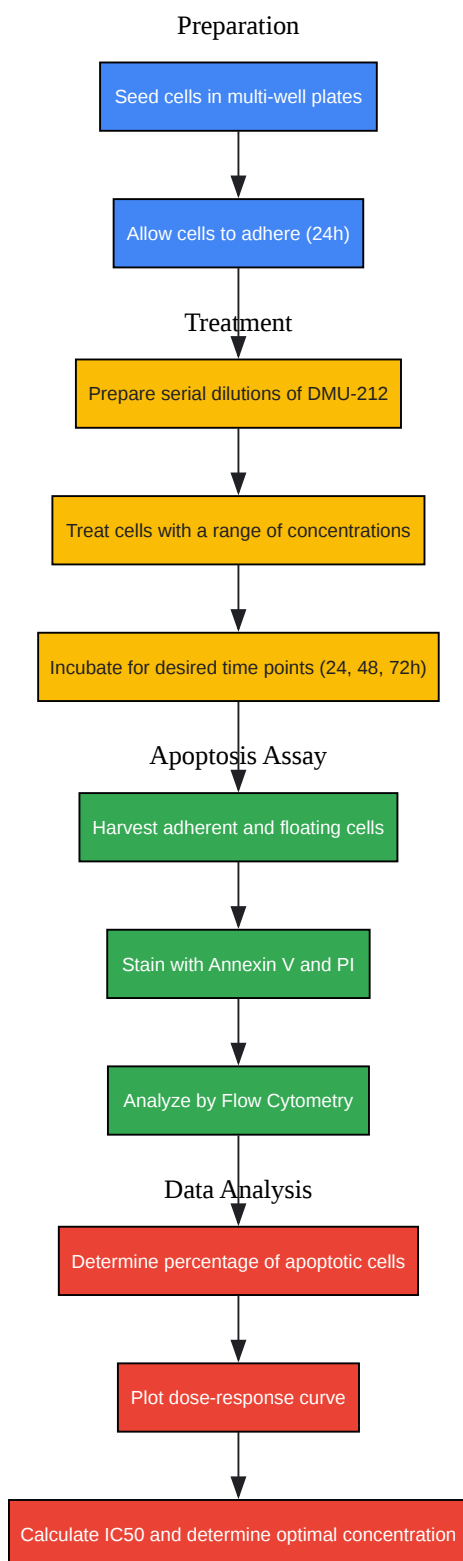 Preparation
Seed cells in multi-well plates
Allow cells to adhere (24h)
Treatment
Prepare serial dilutions of DMU-212
Treat cells with a range of concentrations
Incubate for desired time points (24, 48, 72h)
Apoptosis Assay
Harvest adherent and floating cells
Stain with Annexin V and PI
Analyze by Flow Cytometry
Data Analysis
Determine percentage of apoptotic cells
Plot dose-response curve
Calculate IC50 and determine optimal concentration